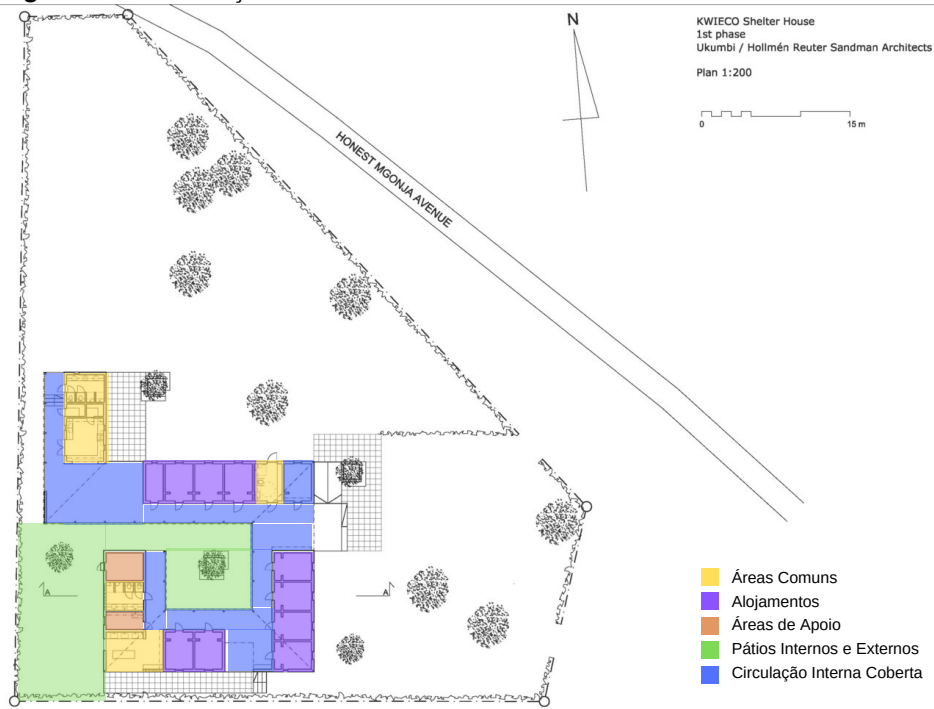 N
KWIECO Shelter House
1st phase
Ukumbi / Hollmén Reuter Sandman Architects
Plan 1:200
0 15 m
HONEST MGONJA AVENUE
A A
Áreas Comuns
Alojamentos
Áreas de Apoio
Pátios Internos e Externos
Circulação Interna Coberta